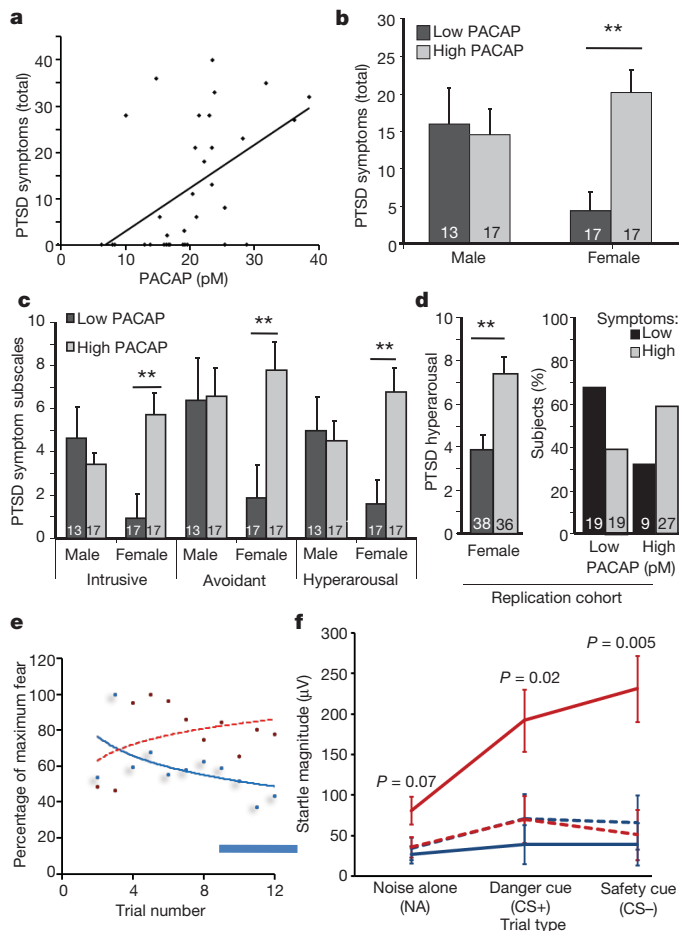 a
PTSD symptoms (total)
50
40
30
20
10
0
0 10 20 30 40
PACAP (pM)
b
PTSD symptoms (total)
30
25
20
15
10
5
0
Low PACAP
High PACAP
**
13 17 17 17
Male Female
c
PTSD symptom subscales
10
8
6
4
2
0
Low PACAP
High PACAP
** ** **
13 17 17 17 13 17 17 17 13 17 17 17
Male Female Male Female Male Female
Intrusive Avoidant Hyperarousal
d
PTSD hyperarousal
10
8
6
4
2
0
**
38 36
Female
Subjects (%)
100
80
60
40
20
0
Symptoms:
Low
High
19 19 9 27
Low High
PACAP (pM)
Replication cohort
e
Percentage of maximum fear
120
100
80
60
40
20
0
0 4 8 12
Trial number
f
Startle magnitude (μV)
300
250
200
150
100
50
0
P = 0.07
P = 0.02
P = 0.005
Noise alone Danger cue Safety cue
(NA) (CS+) (CS–)
Trial type